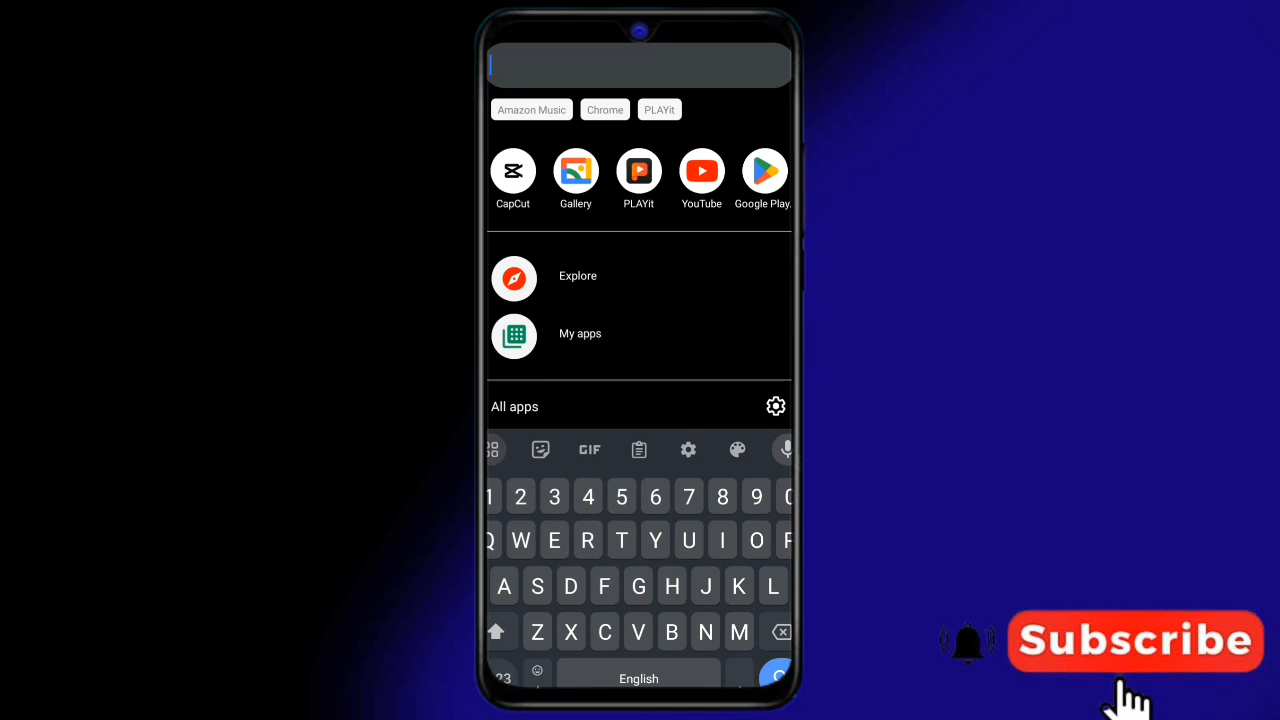 Amazon Music Chrome PLAYit
CapCut Gallery PLAYit YouTube Google Play.
Explore
My apps
All apps
GIF
1 2 3 4 5 6 7 8 9 0
Q W E R T Y U I O P
A S D F G H J K L
Z X C V B N M
23 English
Subscribe